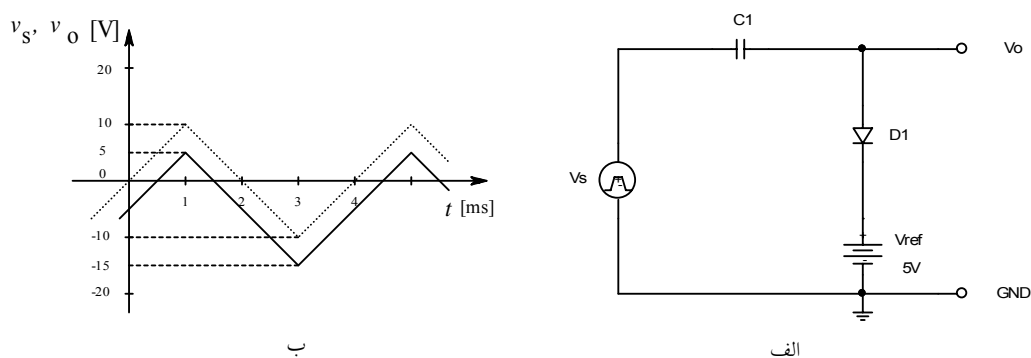 v_s, v_o [V]
20
10
5
0
-10
-15
-20
1
2
3
4
t [ms]
ب
C1
Vo
D1
Vs
+
-
+
Vref
-
5V
GND
الف